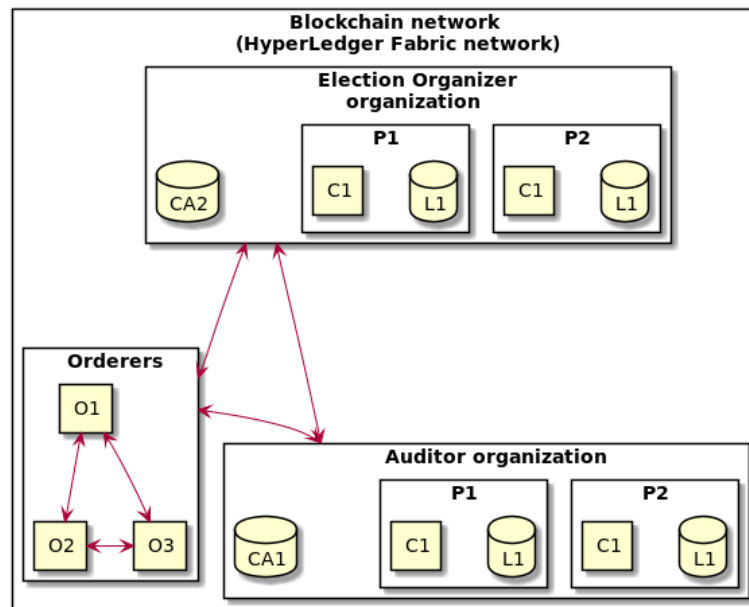 Blockchain network
(HyperLedger Fabric network)
Election Organizer
organization
P1
P2
CA2
C1
L1
C1
L1
Orderers
O1
O2
O3
Auditor organization
P1
P2
CA1
C1
L1
C1
L1